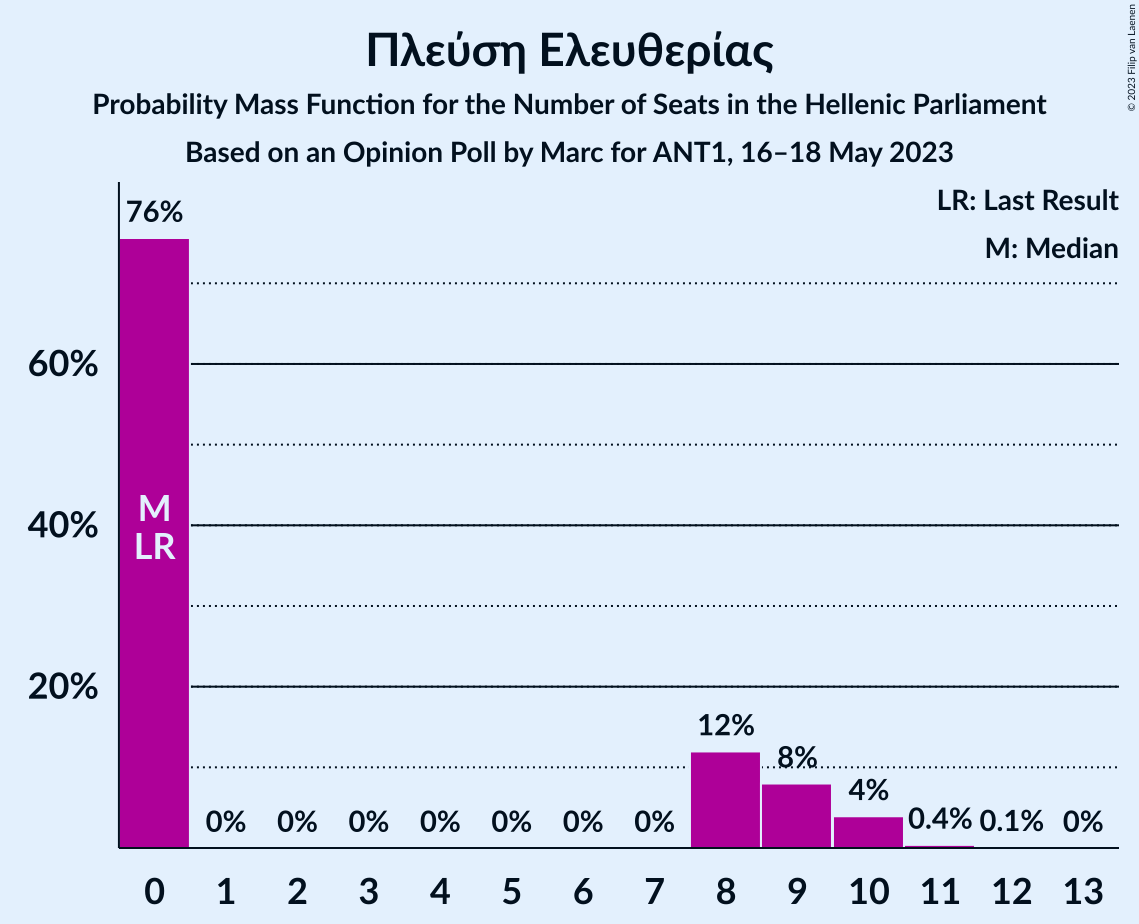 Πλεύση Ελευθερίας
Probability Mass Function for the Number of Seats in the Hellenic Parliament
Based on an Opinion Poll by Marc for ANT1, 16–18 May 2023
© 2023 Filip van Laenen
LR: Last Result
M: Median
76%
60%
40%
20%
M
LR
0% 0% 0% 0% 0% 0% 0% 12% 8% 4% 0.4% 0.1% 0%
0 1 2 3 4 5 6 7 8 9 10 11 12 13